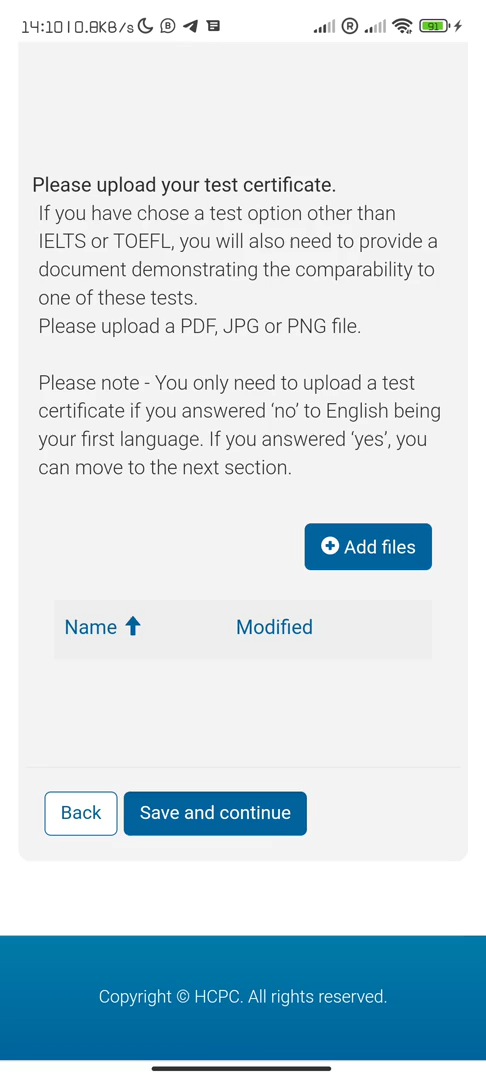 14:10 | 0.8KB/s
91
Please upload your test certificate.
If you have chose a test option other than
IELTS or TOEFL, you will also need to provide a
document demonstrating the comparability to
one of these tests.
Please upload a PDF, JPG or PNG file.
Please note - You only need to upload a test
certificate if you answered ‘no’ to English being
your first language. If you answered ‘yes’, you
can move to the next section.
Add files
Name Modified
Back Save and continue
Copyright © HCPC. All rights reserved.